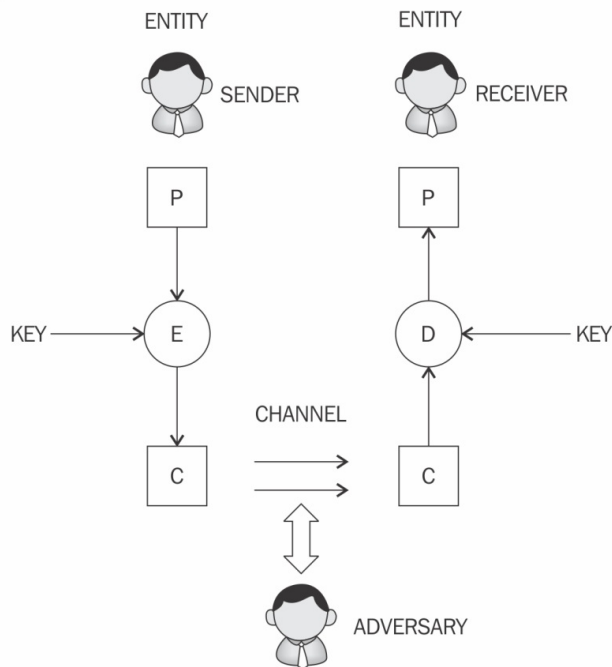 ENTITY
ENTITY
SENDER
RECEIVER
P
P
KEY
E
D
KEY
CHANNEL
C
C
ADVERSARY